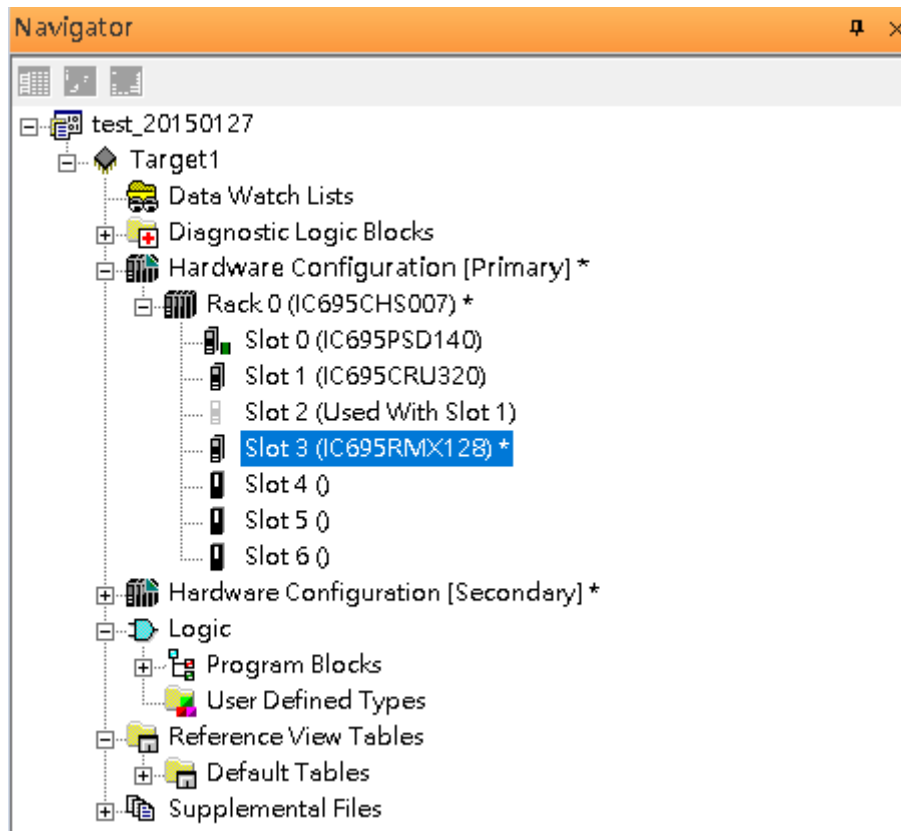 Navigator
test_20150127
Target1
Data Watch Lists
Diagnostic Logic Blocks
Hardware Configuration [Primary] *
Rack 0 (IC695CHS007) *
Slot 0 (IC695PSD140)
Slot 1 (IC695CRU320)
Slot 2 (Used With Slot 1)
Slot 3 (IC695RMX128) *
Slot 4 ()
Slot 5 ()
Slot 6 ()
Hardware Configuration [Secondary] *
Logic
Program Blocks
User Defined Types
Reference View Tables
Default Tables
Supplemental Files